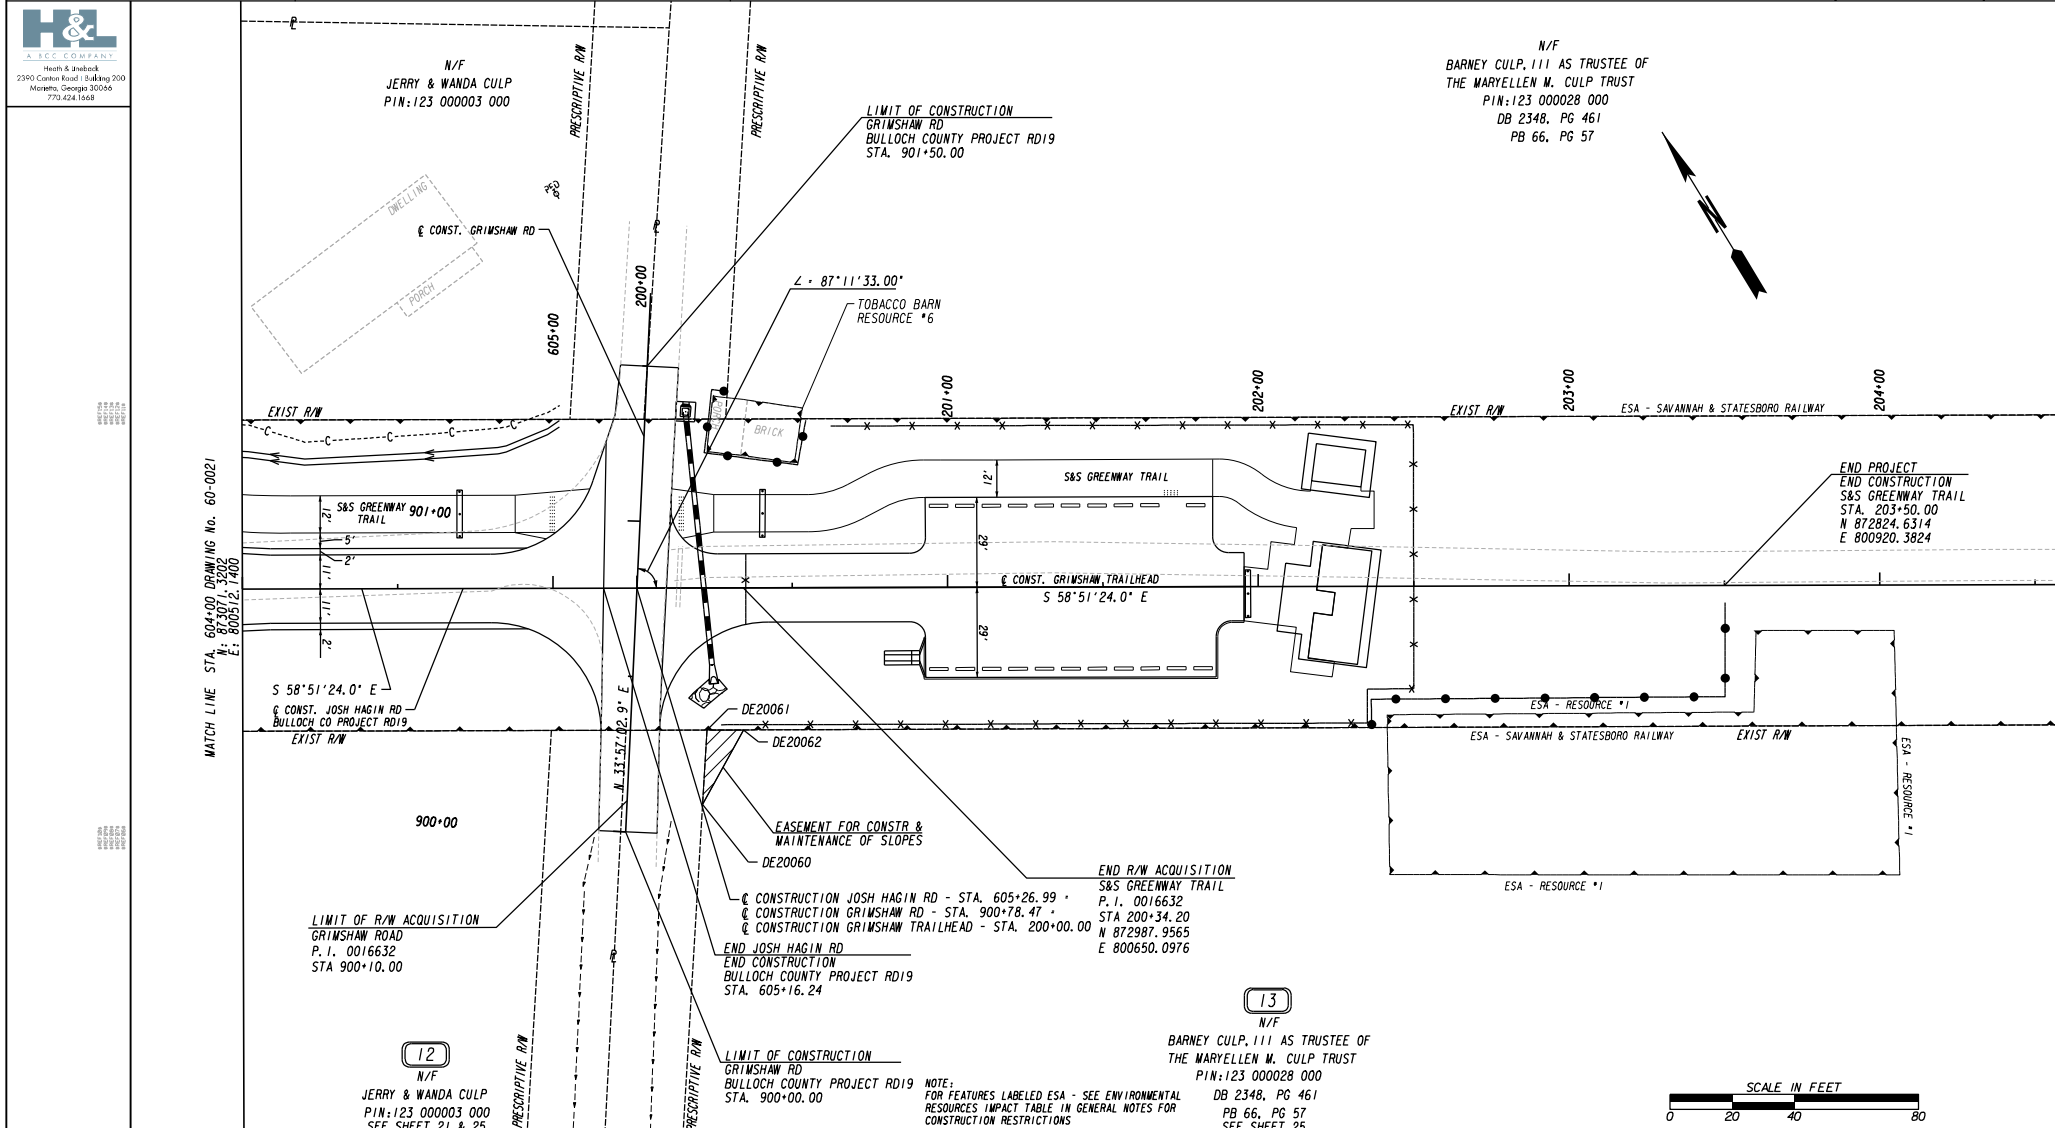 H&L
A BCC COMPANY
Heath & Lineback
2390 Canton Road | Building 200
Marietta, Georgia 30066
770.424.1668
N/F
JERRY & WANDA CULP
PIN:123 000003 000
PRESCRIPTIVE R/W
PRESCRIPTIVE R/W
LIMIT OF CONSTRUCTION
GRIMSHAW RD
BULLOCH COUNTY PROJECT RD19
STA. 901+50.00
N/F
BARNEY CULP, III AS TRUSTEE OF
THE MARYELLEN M. CULP TRUST
PIN:123 000028 000
DB 2348, PG 461
PB 66, PG 57
N
DWELLING
PORCH
PED
℄ CONST. GRIMSHAW RD
200+00
605+00
∠ = 87°11'33.00"
TOBACCO BARN
RESOURCE #6
PORCH
BRICK
201+00
202+00
203+00
204+00
EXIST R/W
EXIST R/W
ESA - SAVANNAH & STATESBORO RAILWAY
C
C
C
C
C
S&S GREENWAY
TRAIL
901+00
12'
5'
2'
11'
11'
2'
12'
S&S GREENWAY TRAIL
29'
29'
℄ CONST. GRIMSHAW TRAILHEAD
S 58°51'24.0" E
END PROJECT
END CONSTRUCTION
S&S GREENWAY TRAIL
STA. 203+50.00
N 872824.6314
E 800920.3824
MATCH LINE STA. 604+00 DRAWING No. 60-0021
N: 873071.3202
E: 800512.1400
S 58°51'24.0" E
℄ CONST. JOSH HAGIN RD
BULLOCH CO PROJECT RD19
EXIST R/W
N 33°57'02.9" E
DE20061
DE20062
ESA - RESOURCE #1
ESA - SAVANNAH & STATESBORO RAILWAY
EXIST R/W
ESA - RESOURCE #1
ESA - RESOURCE #1
900+00
EASEMENT FOR CONSTR &
MAINTENANCE OF SLOPES
DE20060
℄ CONSTRUCTION JOSH HAGIN RD - STA. 605+26.99 =
℄ CONSTRUCTION GRIMSHAW RD - STA. 900+78.47 =
℄ CONSTRUCTION GRIMSHAW TRAILHEAD - STA. 200+00.00
END R/W ACQUISITION
S&S GREENWAY TRAIL
P.I. 0016632
STA 200+34.20
N 872987.9565
E 800650.0976
LIMIT OF R/W ACQUISITION
GRIMSHAW ROAD
P.I. 0016632
STA 900+10.00
END JOSH HAGIN RD
END CONSTRUCTION
BULLOCH COUNTY PROJECT RD19
STA. 605+16.24
LIMIT OF CONSTRUCTION
GRIMSHAW RD
BULLOCH COUNTY PROJECT RD19
STA. 900+00.00
PRESCRIPTIVE R/W
PRESCRIPTIVE R/W
12
N/F
JERRY & WANDA CULP
PIN:123 000003 000
SEE SHEET 21 & 25
NOTE:
FOR FEATURES LABELED ESA - SEE ENVIRONMENTAL
RESOURCES IMPACT TABLE IN GENERAL NOTES FOR
CONSTRUCTION RESTRICTIONS
13
N/F
BARNEY CULP, III AS TRUSTEE OF
THE MARYELLEN M. CULP TRUST
PIN:123 000028 000
DB 2348, PG 461
PB 66, PG 57
SEE SHEET 25
SCALE IN FEET
0 20 40 80